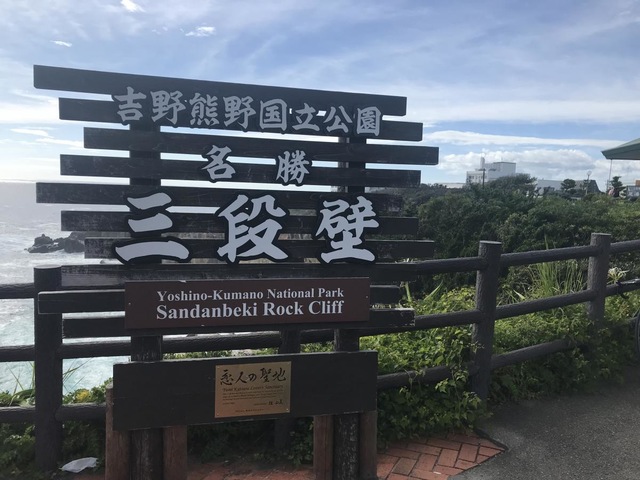 吉野熊野国立公園
名勝
三段壁
Yoshino-Kumano National Park
Sandanbeki Rock Cliff
恋人の聖地